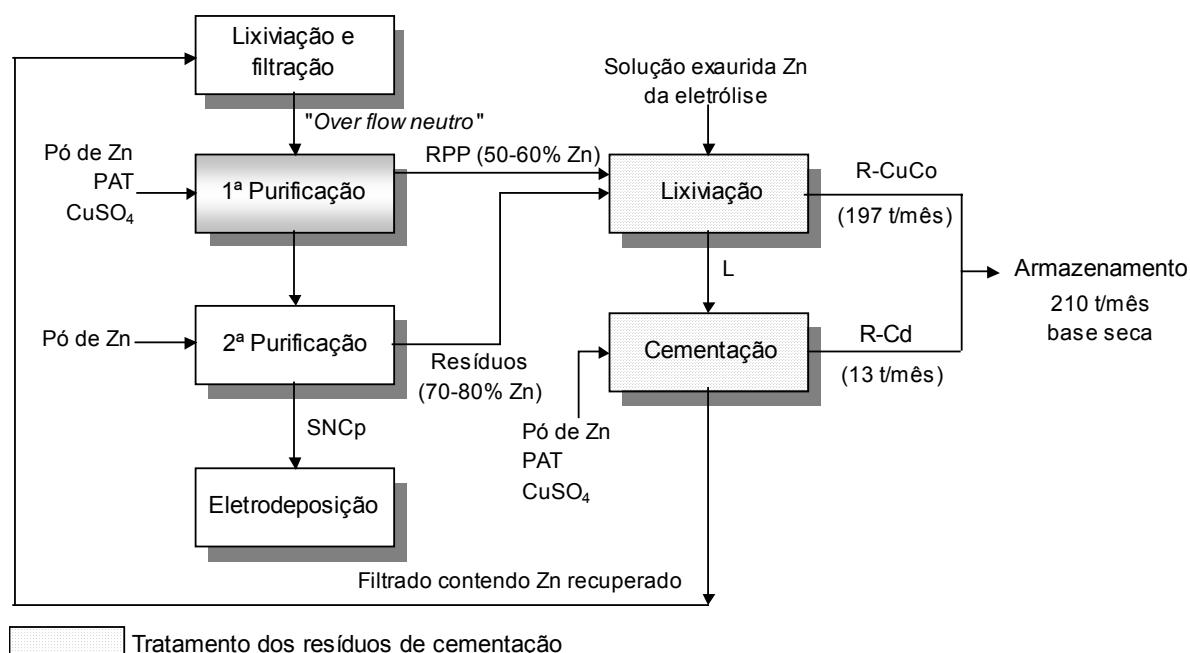 Lixiviação e
filtração
"Over flow neutro"
Solução exaurida Zn
da eletrólise
Pó de Zn
PAT
CuSO₄
1ª Purificação
RPP (50-60% Zn)
Lixiviação
R-CuCo
(197 t/mês)
L
Armazenamento
210 t/mês
base seca
Pó de Zn
2ª Purificação
Resíduos
(70-80% Zn)
Cementação
R-Cd
(13 t/mês)
SNCp
Pó de Zn
PAT
CuSO₄
Eletrodeposição
Filtrado contendo Zn recuperado
Tratamento dos resíduos de cementação